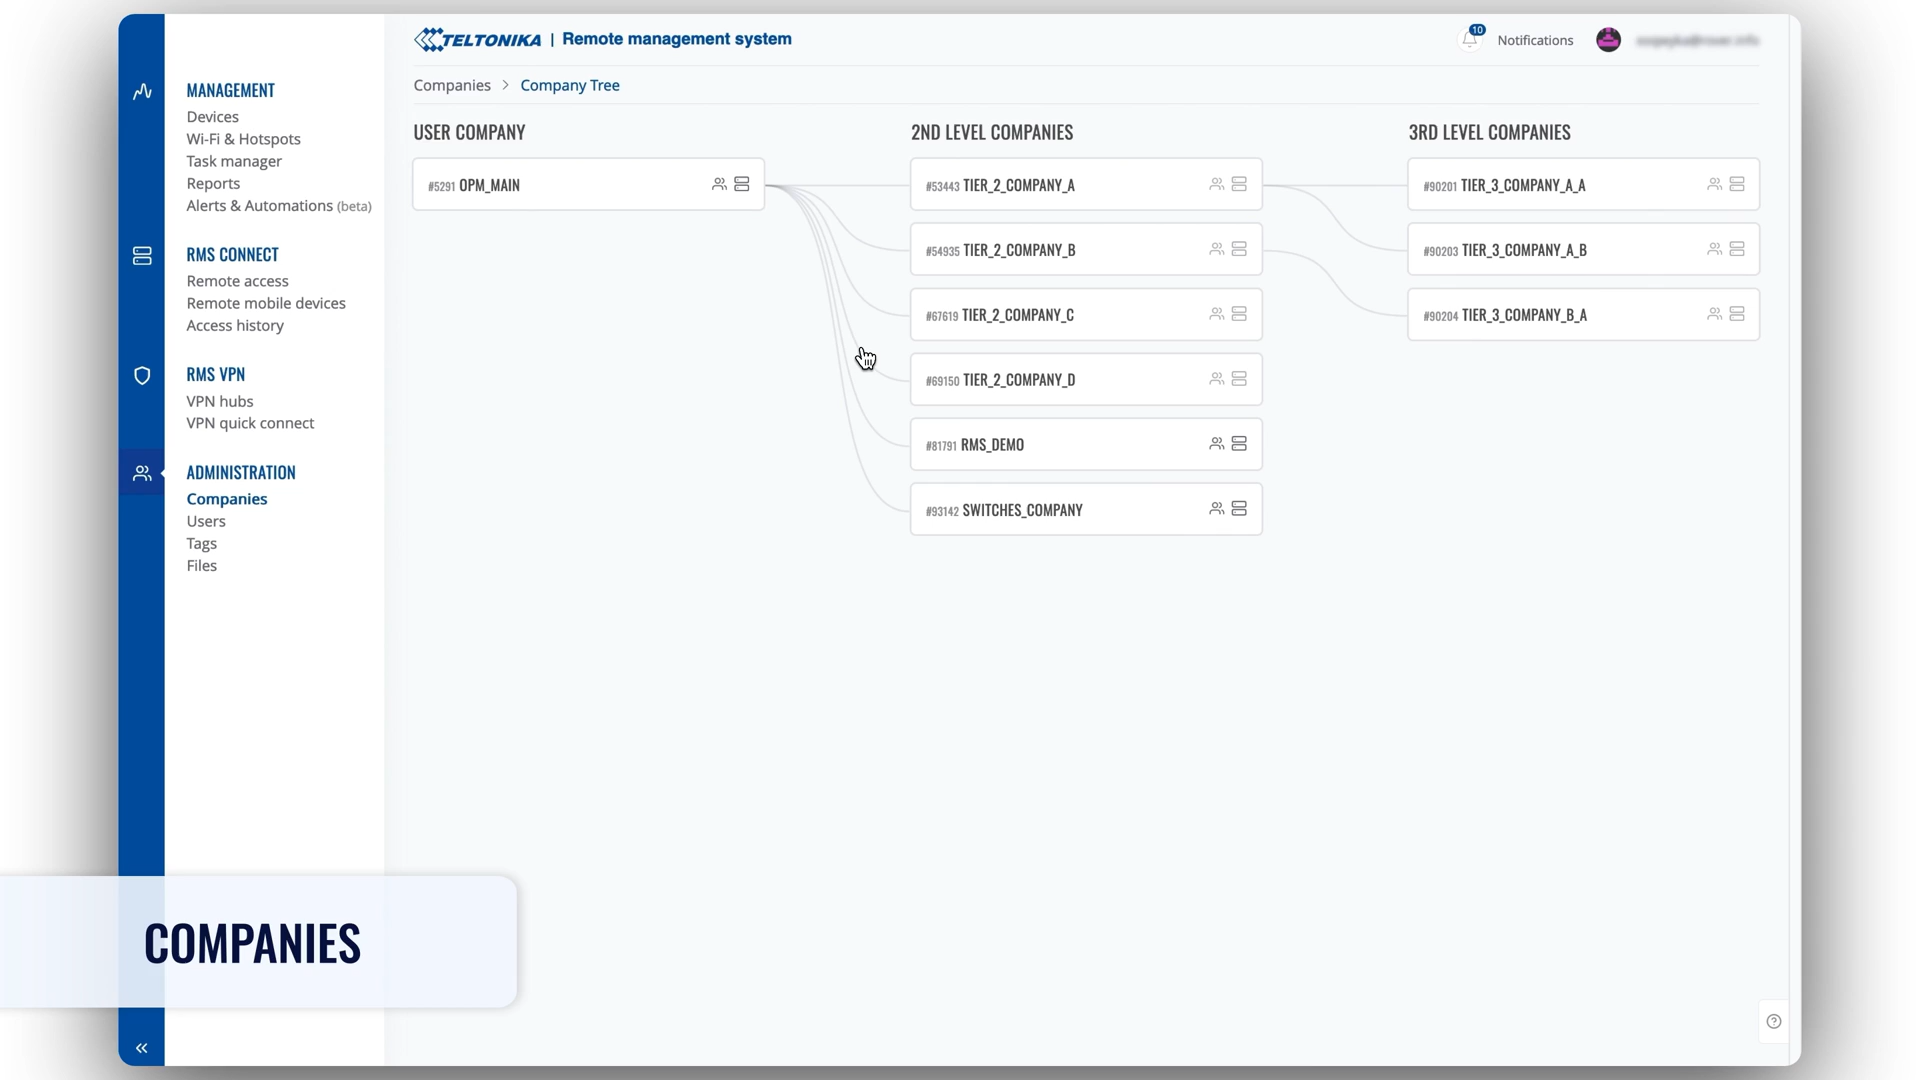 TELTONIKA | Remote management system
10
Notifications
MANAGEMENT
Devices
Wi-Fi & Hotspots
Task manager
Reports
Alerts & Automations (beta)
RMS CONNECT
Remote access
Remote mobile devices
Access history
RMS VPN
VPN hubs
VPN quick connect
ADMINISTRATION
Companies
Users
Tags
Files
Companies > Company Tree
USER COMPANY
#5291 OPM_MAIN
2ND LEVEL COMPANIES
#53443 TIER_2_COMPANY_A
#54935 TIER_2_COMPANY_B
#67619 TIER_2_COMPANY_C
#69150 TIER_2_COMPANY_D
#81791 RMS_DEMO
#93142 SWITCHES_COMPANY
3RD LEVEL COMPANIES
#90201 TIER_3_COMPANY_A_A
#90203 TIER_3_COMPANY_A_B
#90204 TIER_3_COMPANY_B_A
COMPANIES